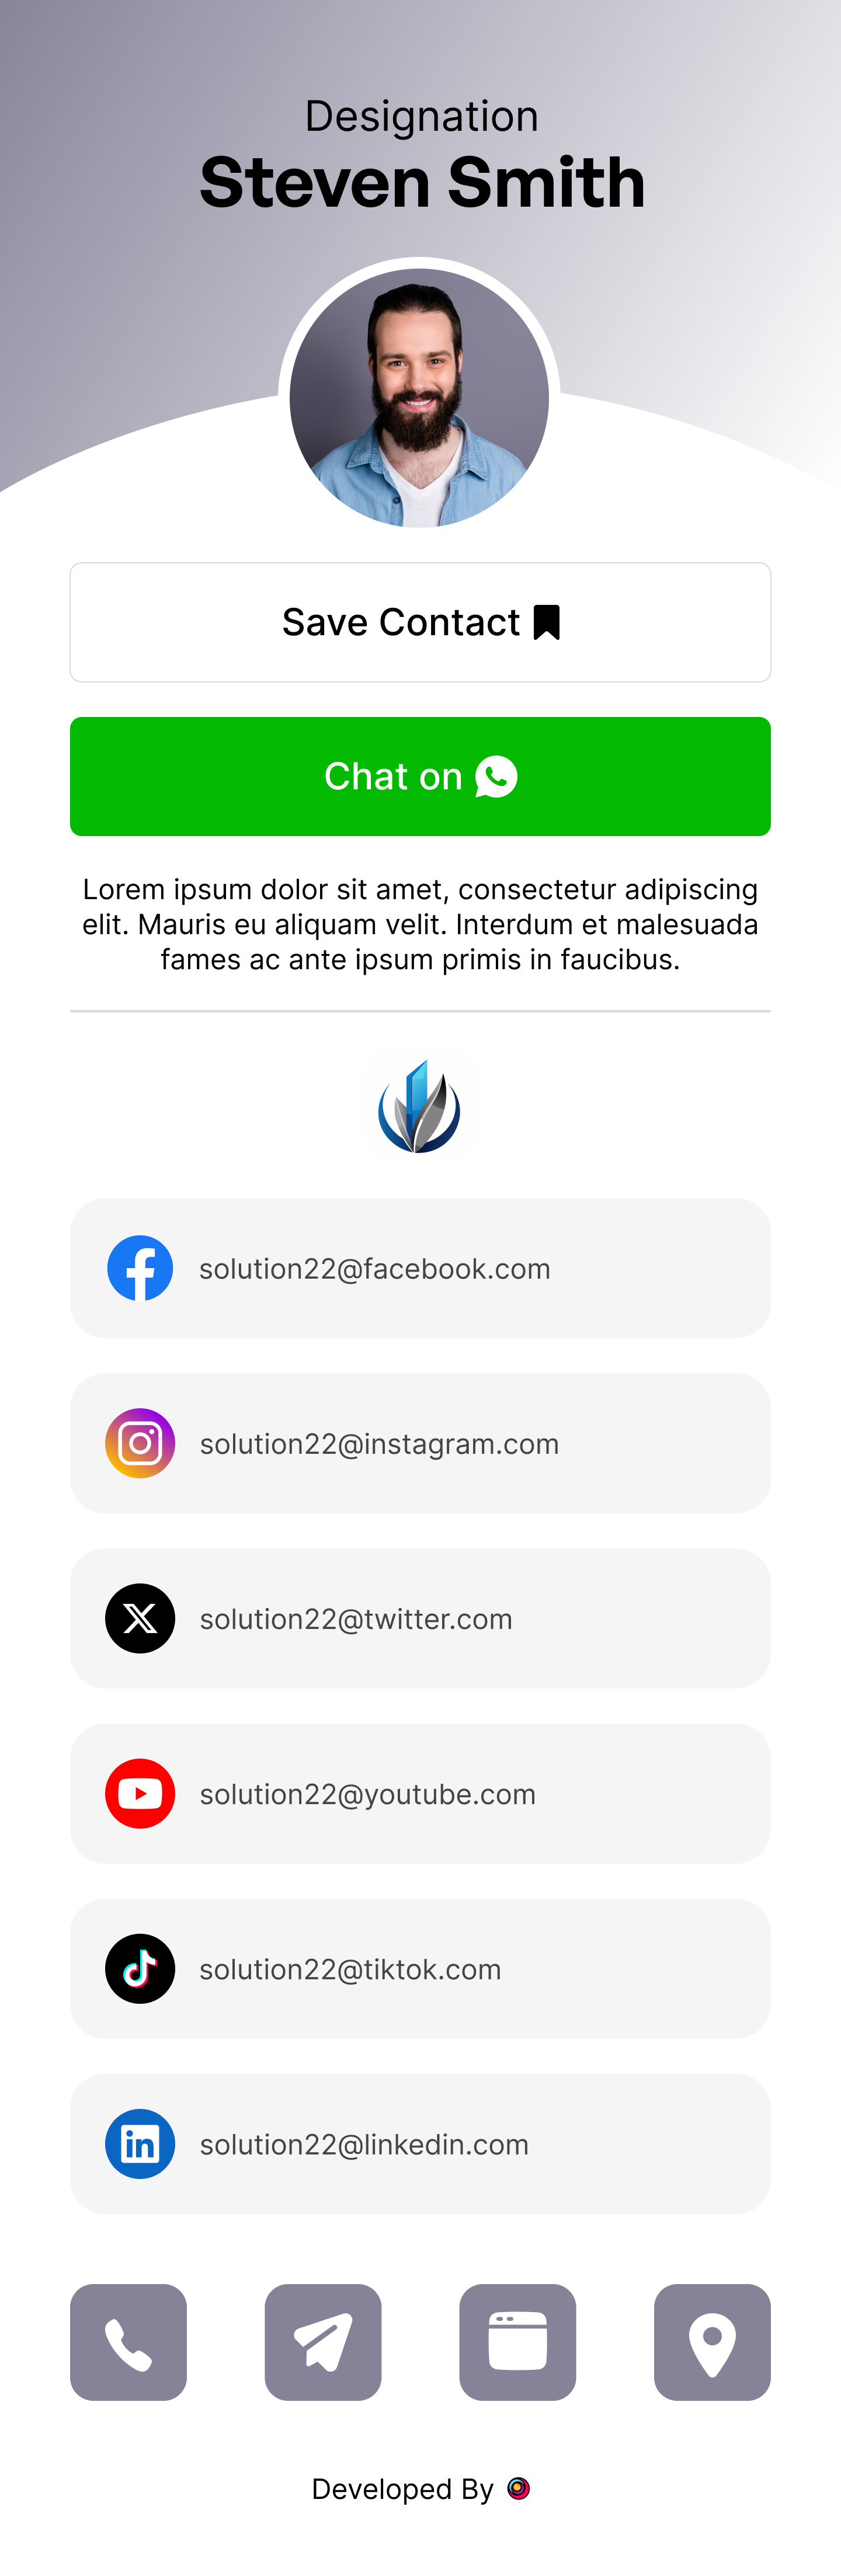 Designation
Steven Smith
Save Contact
Chat on
Lorem ipsum dolor sit amet, consectetur adipiscing
elit. Mauris eu aliquam velit. Interdum et malesuada
fames ac ante ipsum primis in faucibus.
solution22@facebook.com
solution22@instagram.com
solution22@twitter.com
solution22@youtube.com
solution22@tiktok.com
solution22@linkedin.com
Developed By